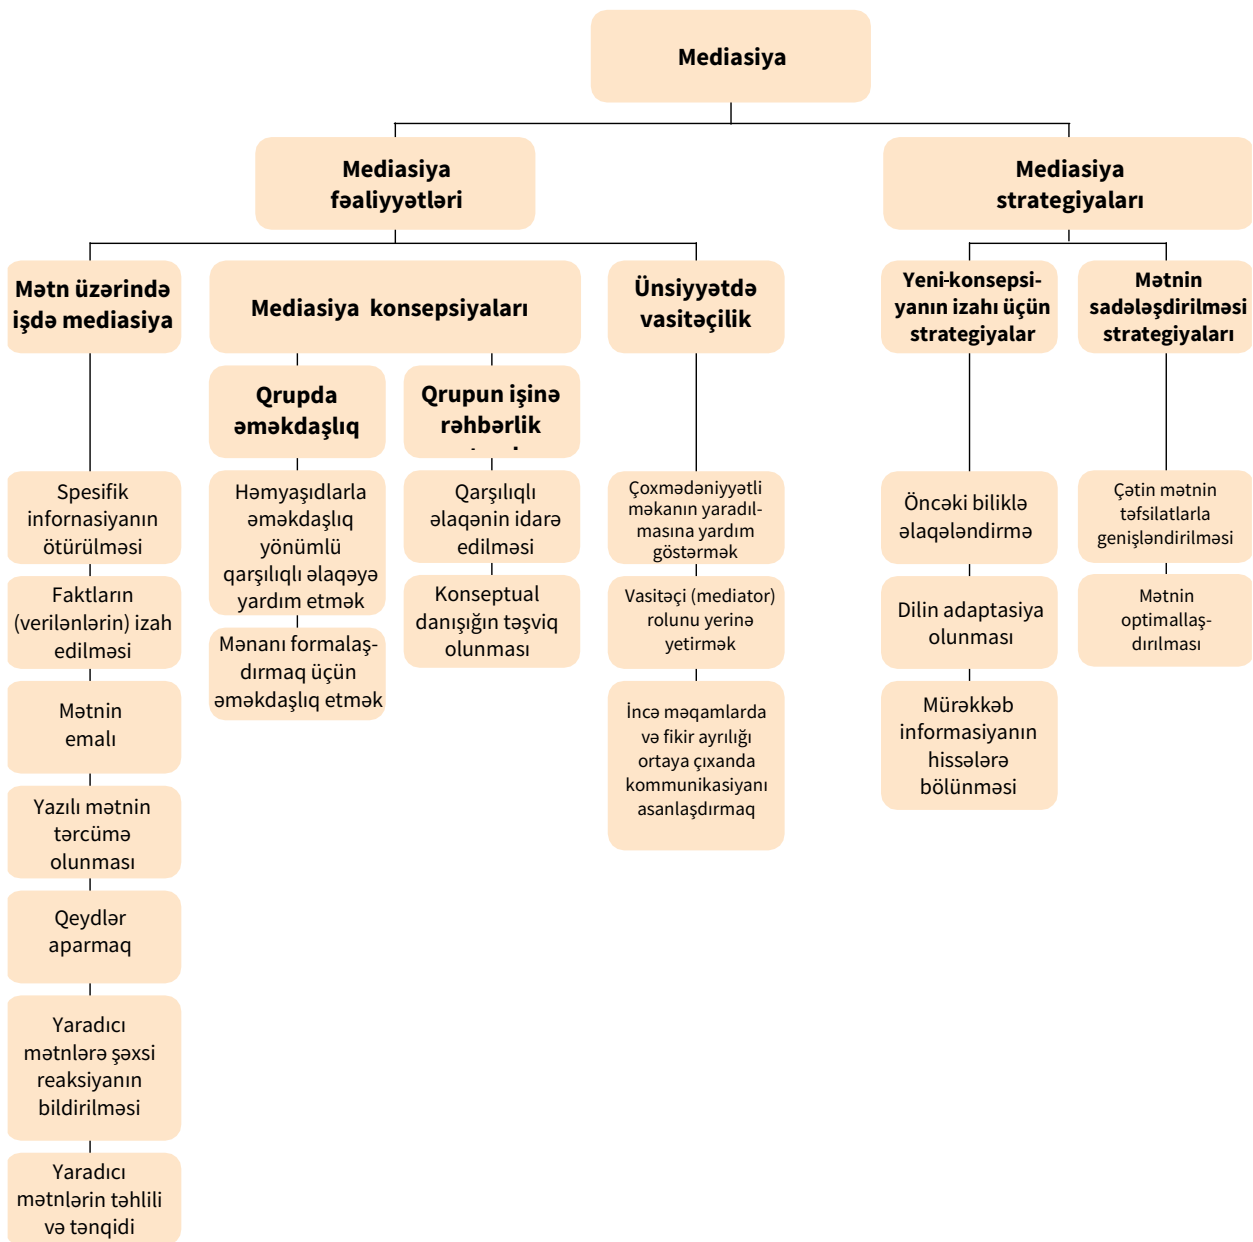 Mediasiya
Mediasiya
fəaliyyətləri
Mediasiya
strategiyaları
Mətn üzərində
işdə mediasiya
Mediasiya konsepsiyaları
Ünsiyyətdə
vasitəçilik
Yeni-konsepsi-
yanın izahı üçün
strategiyalar
Mətnin
sadələşdirilməsi
strategiyaları
Qrupda
əməkdaşlıq
Qrupun işinə
rəhbərlik
Spesifik
infornasiyanın
ötürülməsi
Faktların
(verilənlərin) izah
edilməsi
Mətnin
emalı
Yazılı mətnin
tərcümə
olunması
Qeydlər
aparmaq
Yaradıcı
mətnlərə şəxsi
reaksiyanın
bildirilməsi
Yaradıcı
mətnlərin təhlili
və tənqidi
Həmyaşıdlarla
əməkdaşlıq
yönümlü
qarşılıqlı əlaqəyə
yardım etmək
Mənanı formalaş-
dırmaq üçün
əməkdaşlıq etmək
Qarşılıqlı
əlaqənin idarə
edilməsi
Konseptual
danışığın təşviq
olunması
Çoxmədəniyyətli
məkanın yaradıl-
masına yardım
göstərmək
Vasitəçi (mediator)
rolunu yerinə
yetirmək
İncə məqamlarda
və fikir ayrılığı
ortaya çıxanda
kommunikasiyanı
asanlaşdırmaq
Öncəki biliklə
əlaqələndirmə
Dilin adaptasiya
olunması
Mürəkkəb
informasiyanın
hissələrə
bölünməsi
Çətin mətnin
təfsilatlarla
genişləndirilməsi
Mətnin
optimallaş-
dırılması